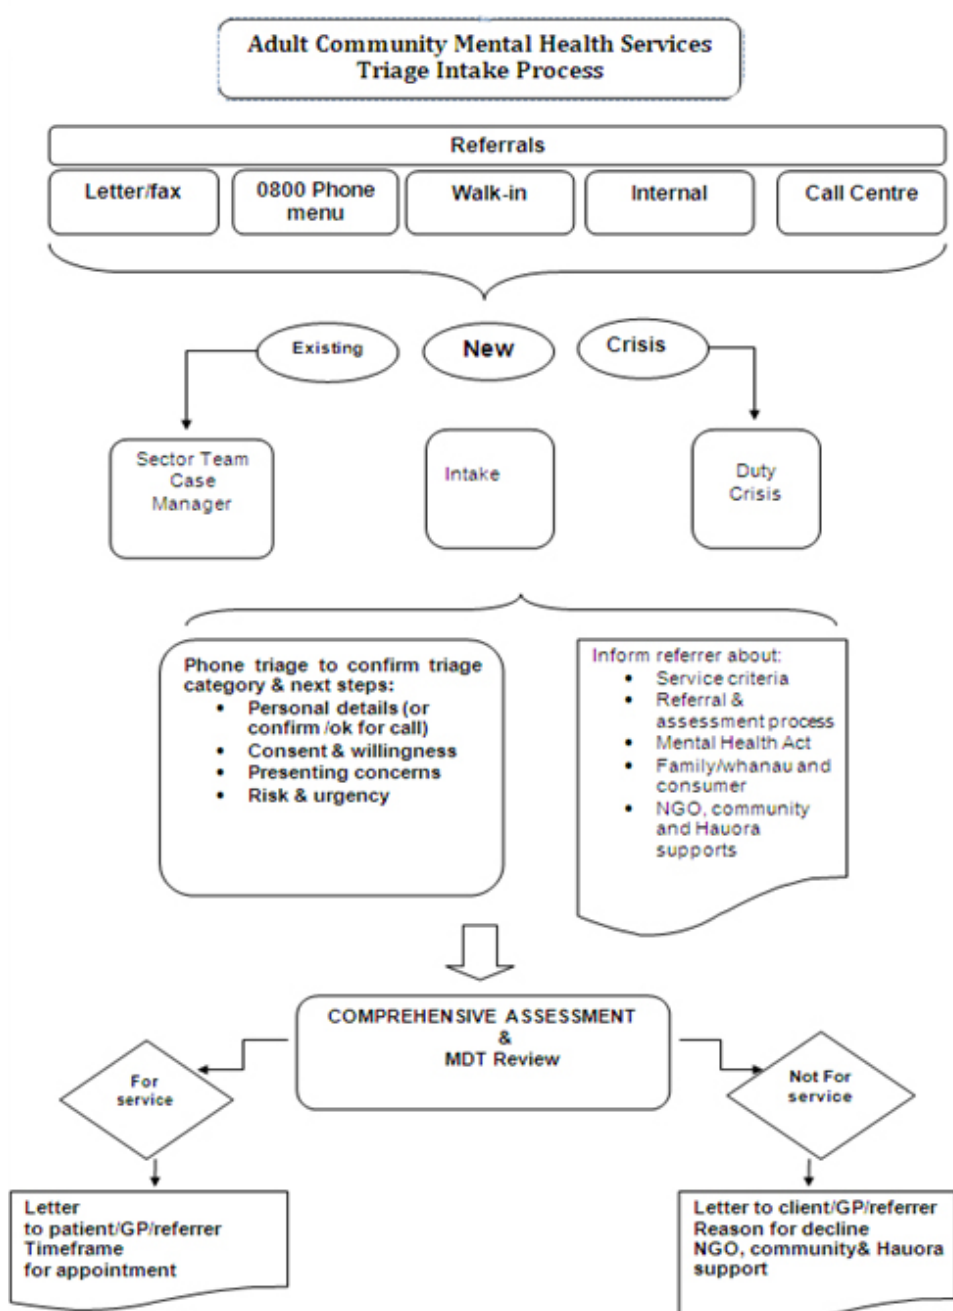 Adult Community Mental Health Services
Triage Intake Process
Referrals
Letter/fax
0800 Phone
menu
Walk-in
Internal
Call Centre
Existing
New
Crisis
Sector Team
Case
Manager
Intake
Duty
Crisis
Phone triage to confirm triage
category & next steps:
• Personal details (or
confirm /ok for call)
• Consent & willingness
• Presenting concerns
• Risk & urgency
Inform referrer about:
• Service criteria
• Referral &
assessment process
• Mental Health Act
• Family/whanau and
consumer
• NGO, community
and Hauora
supports
COMPREHENSIVE ASSESSMENT
&
MDT Review
For
service
Not For
service
Letter
to patient/GP/referrer
Timeframe
for appointment
Letter to client/GP/referrer
Reason for decline
NGO, community& Hauora
support